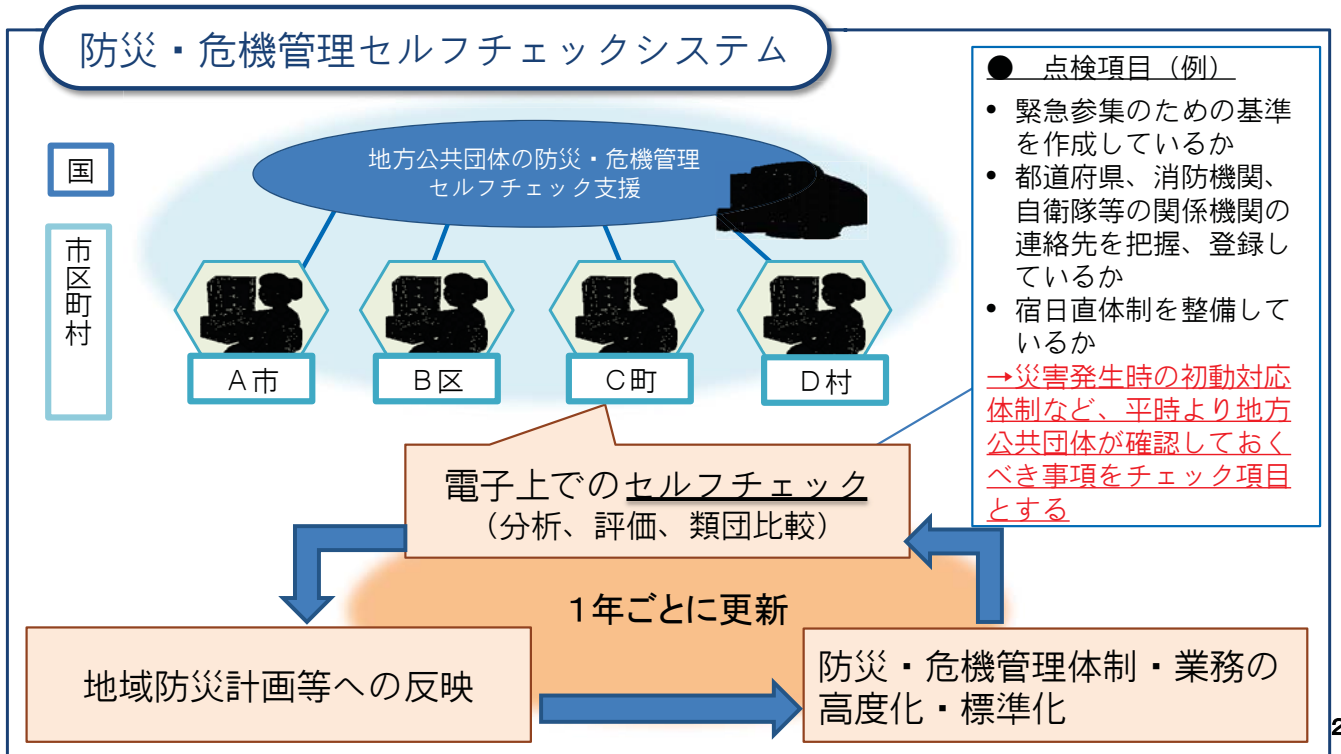 防災・危機管理セルフチェックシステム
国
市区町村
地方公共団体の防災・危機管理
セルフチェック支援
A市
B区
C町
D村
● 点検項目（例）
• 緊急参集のための基準
を作成しているか
• 都道府県、消防機関、
自衛隊等の関係機関の
連絡先を把握、登録し
ているか
• 宿日直体制を整備して
いるか
→災害発生時の初動対応
体制など、平時より地方
公共団体が確認しておく
べき事項をチェック項目
とする
電子上でのセルフチェック
（分析、評価、類団比較）
１年ごとに更新
地域防災計画等への反映
防災・危機管理体制・業務の
高度化・標準化
2